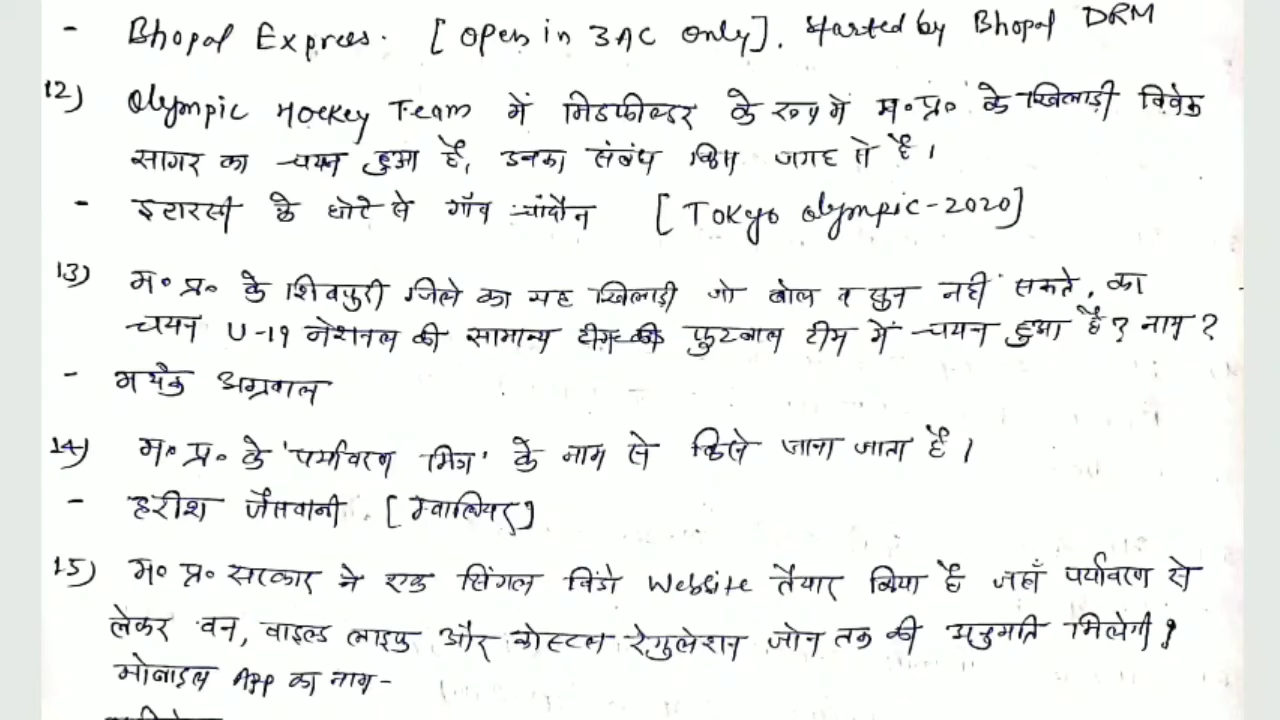 - Bhopal Express. [Open in 3AC Only]. Started by Bhopal DRM
12) Olympic Hockey Team में मिडफील्डर के रूप में म॰प्र॰ के खिलाड़ी विवेक
सागर का चयन हुआ है, उनका संबंध किस जगह से है।
- इटारसी के छोटे से गाँव चांदौन [Tokyo Olympic-2020]
13) म॰ प्र॰ के शिवपुरी जिले का यह खिलाड़ी जो बोल व सुन नहीं सकते, का
चयन U-19 नेशनल की सामान्य टीम की फुटबाल टीम में चयन हुआ है? नाम?
- मयंक अग्रवाल
14) म॰ प्र॰ के 'पर्यावरण मित्र' के नाम से किसे जाना जाता है।
- हरीश जैसवानी. [ग्वालियर]
15) म॰ प्र॰ सरकार ने एक सिंगल विंडो Website तैयार किया है जहाँ पर्यावरण से
लेकर वन, वाइल्ड लाइफ और कोस्टल रेगुलेशन जोन तक की अनुमति मिलेगी?
मोबाइल App का नाम-